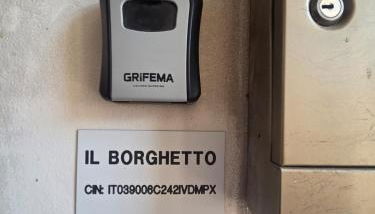 GRIFEMA
IL BORGHETTO
CIN: IT039006C242IVDMPX